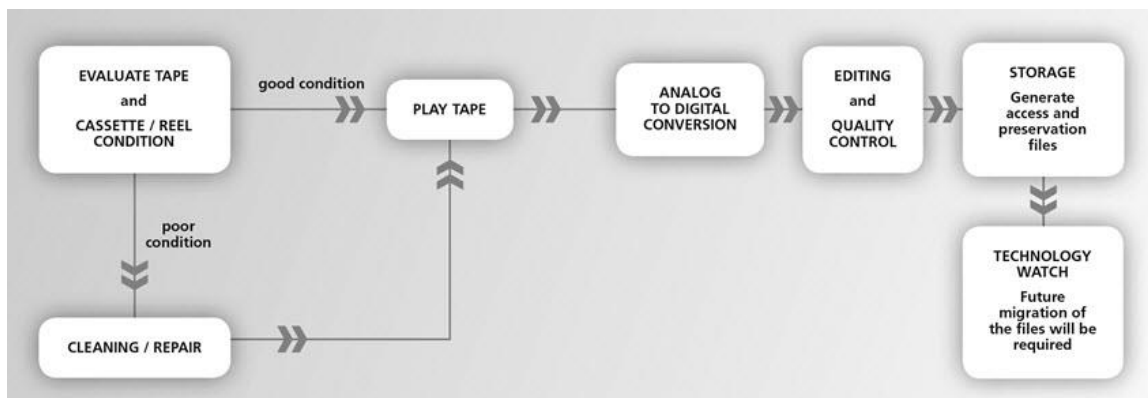 EVALUATE TAPE
and
CASSETTE / REEL
CONDITION
good condition
poor
condition
CLEANING / REPAIR
PLAY TAPE
ANALOG
TO DIGITAL
CONVERSION
EDITING
and
QUALITY
CONTROL
STORAGE
Generate
access and
preservation
files
TECHNOLOGY
WATCH
Future
migration of
the files will be
required